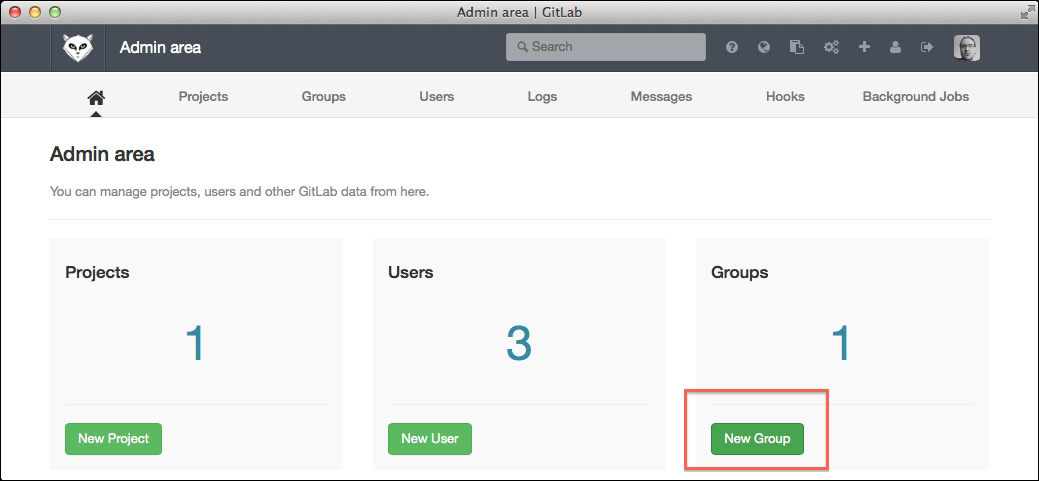 Admin area | GitLab
Admin area
Search
Projects Groups Users Logs Messages Hooks Background Jobs
Admin area
You can manage projects, users and other GitLab data from here.
Projects Users Groups
1 3 1
New Project New User New Group